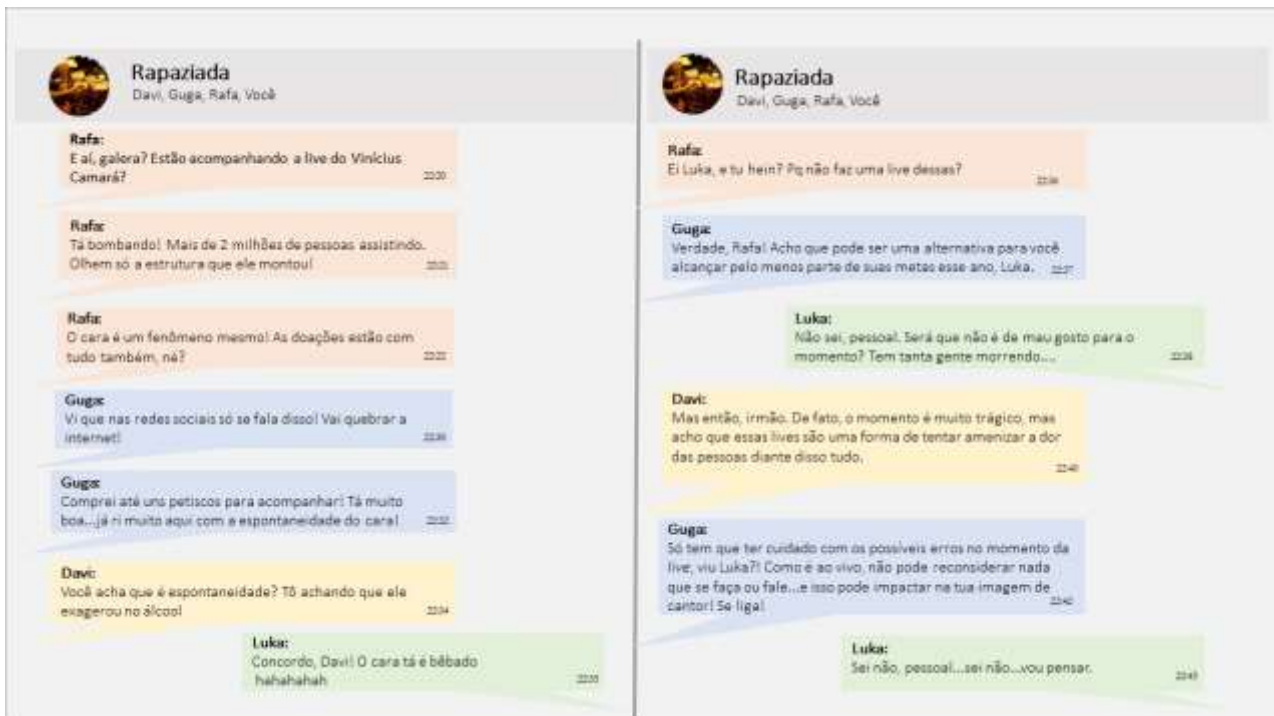 Rapaziada
Davi, Guga, Rafa, Você
Rafa:
E aí, galera? Estão acompanhando a live do Vinícius
Camará?
Rafa:
Tá bombando! Mais de 2 milhões de pessoas assistindo.
Olhem só a estrutura que ele montou!
Rafa:
O cara é um fenômeno mesmo! As doações estão com
tudo também, né?
Guga:
Vi que nas redes sociais só se fala disso! Vai quebrar a
internet!
Guga:
Comprei até uns petiscos para acompanhar! Tá muito
boa...já ri muito aqui com a espontaneidade do cara!
Davi:
Você acha que é espontaneidade? Tô achando que ele
exagerou no álcool
Luka:
Concordo, Davi! O cara tá é bêbado
hahahahah
Rapaziada
Davi, Guga, Rafa, Você
Rafa:
Ei Luka, e tu hein? Pq não faz uma live dessas?
Guga:
Verdade, Rafa! Acho que pode ser uma alternativa para você
alcançar pelo menos parte de suas metas esse ano, Luka.
Luka:
Não sei, pessoal. Será que não é de mau gosto para o
momento? Tem tanta gente morrendo....
Davi:
Mas então, irmão. De fato, o momento é muito trágico, mas
acho que essas lives são uma forma de tentar amenizar a dor
das pessoas diante disso tudo.
Guga:
Só tem que ter cuidado com os possíveis erros no momento da
live, viu Luka?! Como e ao vivo, não pode reconsiderar nada
que se faça ou fale...e isso pode impactar na tua imagem de
cantor! Se liga!
Luka:
Sei não, pessoal...sei não...vou pensar.